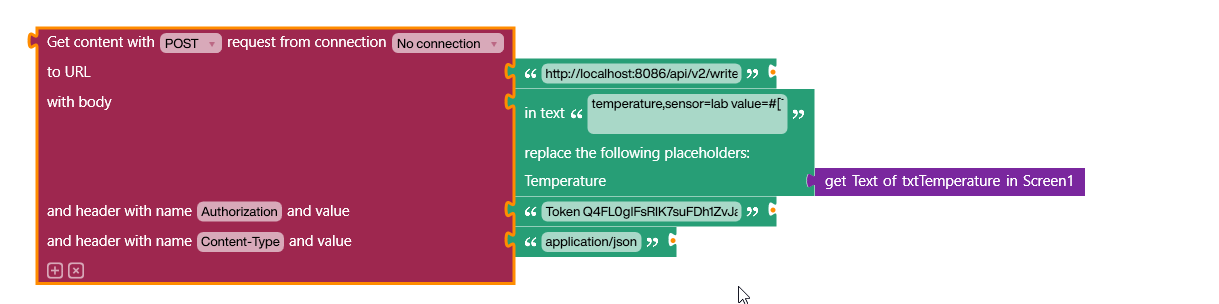 Get content with POST request from connection No connection
to URL “ http://localhost:8086/api/v2/write ”
with body
in text “ temperature,sensor=lab value=#[ ”
replace the following placeholders:
Temperature get Text of txtTemperature in Screen1
and header with name Authorization and value “ Token ”
and header with name Content-Type and value “ application/json ”